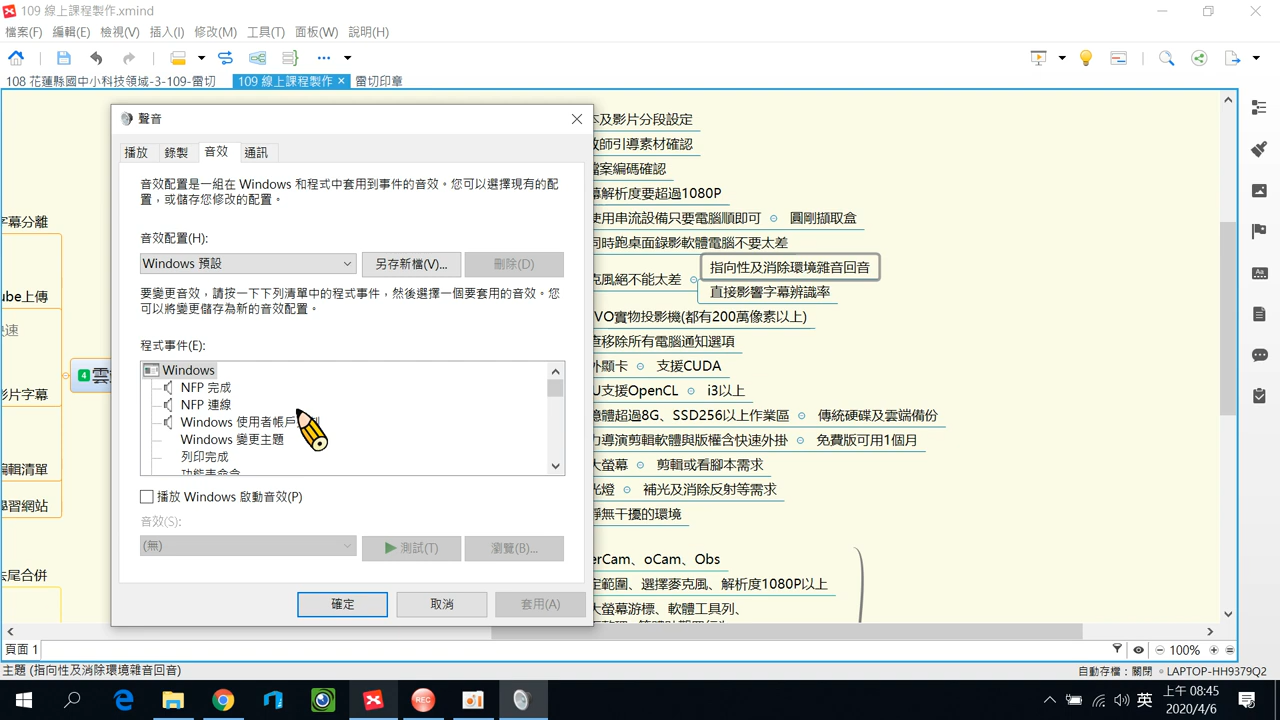 109 線上課程製作.xmind
檔案(F) 編輯(E) 檢視(V) 插入(I) 修改(M) 工具(T) 面板(W) 說明(H)
108 花蓮縣國中小科技領域-3-109-雷切
109 線上課程製作
雷切印章
聲音
播放 錄製 音效 通訊
音效配置是一組在 Windows 和程式中套用到事件的音效。您可以選擇現有的配
置，或儲存您修改的配置。
音效配置(H):
Windows 預設
另存新檔(V)...
刪除(D)
要變更音效，請按一下下列清單中的程式事件，然後選擇一個要套用的音效。您
可以將變更儲存為新的音效配置。
程式事件(E):
Windows
NFP 完成
NFP 連線
Windows 使用者帳戶
Windows 變更主題
列印完成
功能表命令
播放 Windows 啟動音效(P)
音效(S):
(無)
測試(T)
瀏覽(B)...
確定
取消
套用(A)
字幕分離
ube上傳
快速
影片字幕
編輯清單
學習網站
去尾合併
4 雲
本及影片分段設定
教師引導素材確認
檔案編碼確認
幕解析度要超過1080P
使用串流設備只要電腦順即可
圓剛擷取盒
同時跑桌面錄影軟體電腦不要太差
克風絕不能太差
指向性及消除環境雜音回音
直接影響字幕辨識率
VO實物投影機(都有200萬像素以上)
查移除所有電腦通知選項
外顯卡
支援CUDA
U支援OpenCL
i3以上
憶體超過8G、SSD256以上作業區
傳統硬碟及雲端備份
力導演剪輯軟體與版權含快速外掛
免費版可用1個月
大螢幕
剪輯或看腳本需求
光燈
補光及消除反射等需求
靜無干擾的環境
erCam、oCam、Obs
定範圍、選擇麥克風、解析度1080P以上
大螢幕游標、軟體工具列、
頁面 1
100%
主題 (指向性及消除環境雜音回音)
自動存檔：關閉
LAPTOP-HH9379Q2
REC
英
上午 08:45
2020/4/6